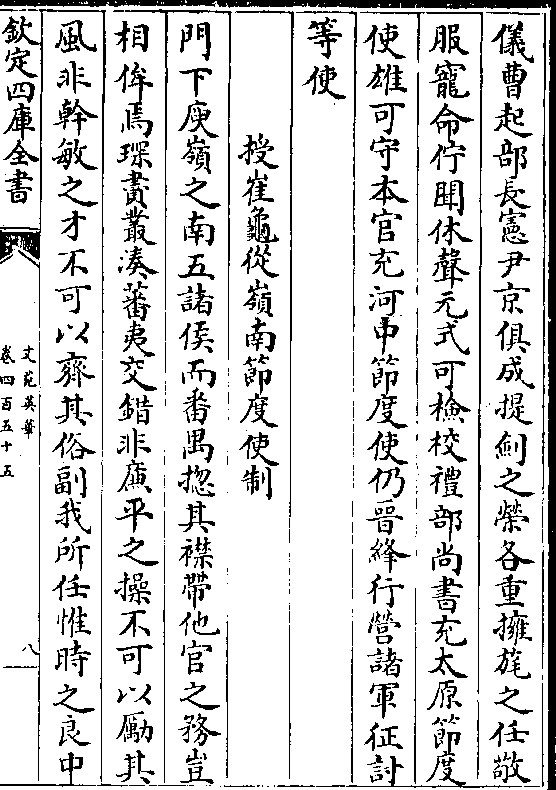 儀曹起部長憲尹京俱成提劍之榮各重擁旄之任敬
服寵命佇聞休聲元式可檢校禮部尚書充太原節度
使雄可守本官充河中節度使仍晉絳行營諸軍征討
等使
授崔龜從嶺南節度使制
門下庾嶺之南五諸侯而番禺揔其襟帶他官之務豈
相侔焉琛賮叢湊蕃夷交錯非廉平之操不可以勵其
風非幹敏之才不可以齊其俗副我所任惟時之良中
欽定四庫全書
文苑英華
卷四百五十五
八